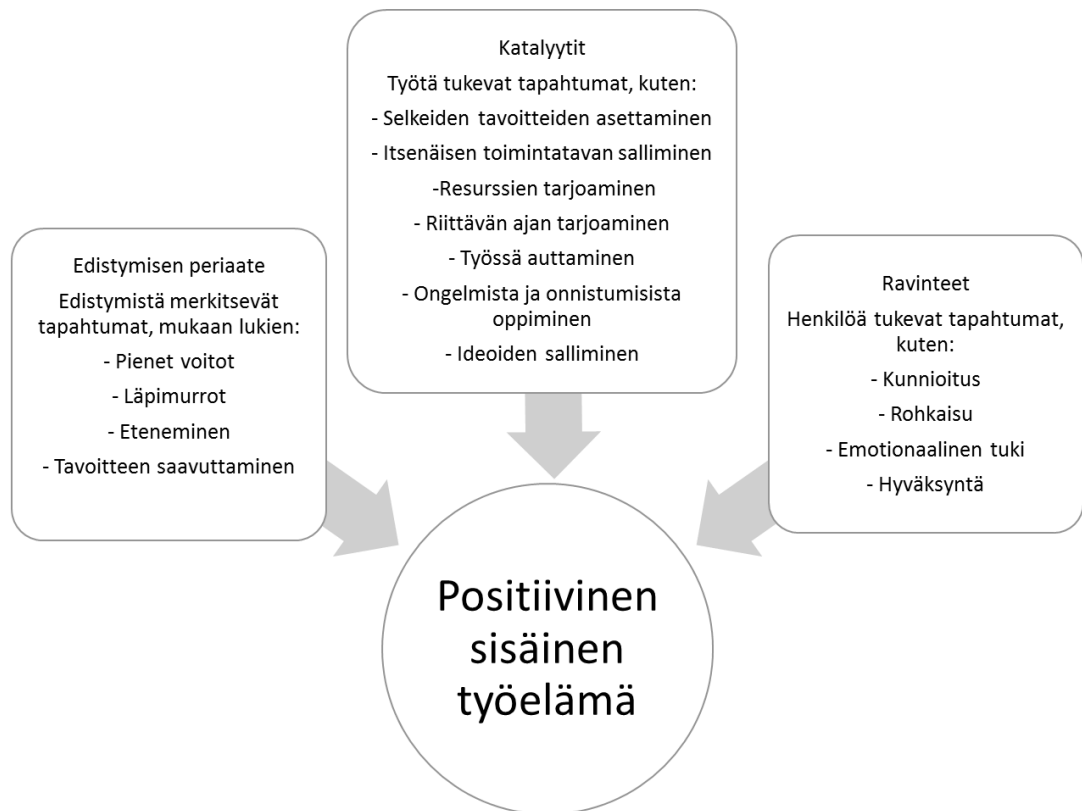 Katalyytit
Työtä tukevat tapahtumat, kuten:
- Selkeiden tavoitteiden asettaminen
- Itsenäisen toimintatavan salliminen
-Resurssien tarjoaminen
- Riittävän ajan tarjoaminen
- Työssä auttaminen
- Ongelmista ja onnistumisista
oppiminen
- Ideoiden salliminen
Edistymisen periaate
Edistymistä merkitsevät
tapahtumat, mukaan lukien:
- Pienet voitot
- Läpimurrot
- Eteneminen
- Tavoitteen saavuttaminen
Ravinteet
Henkilöä tukevat tapahtumat,
kuten:
- Kunnioitus
- Rohkaisu
- Emotionaalinen tuki
- Hyväksyntä
Positiivinen
sisäinen
työelämä